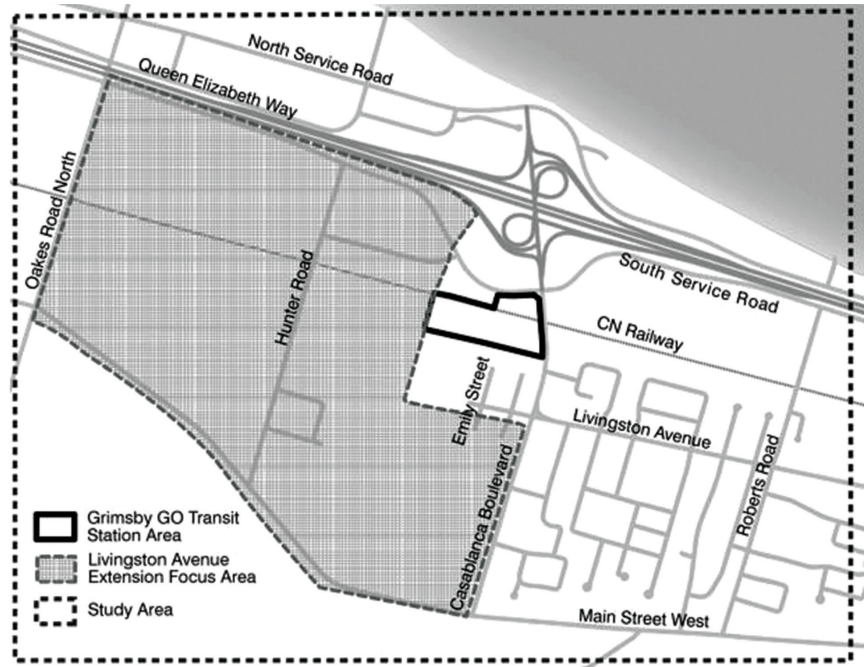 North Service Road
Queen Elizabeth Way
Oakes Road North
Hunter Road
South Service Road
CN Railway
Emily Street
Livingston Avenue
Casablanca Boulevard
Roberts Road
Main Street West
Grimsby GO Transit
Station Area
Livingston Avenue
Extension Focus Area
Study Area